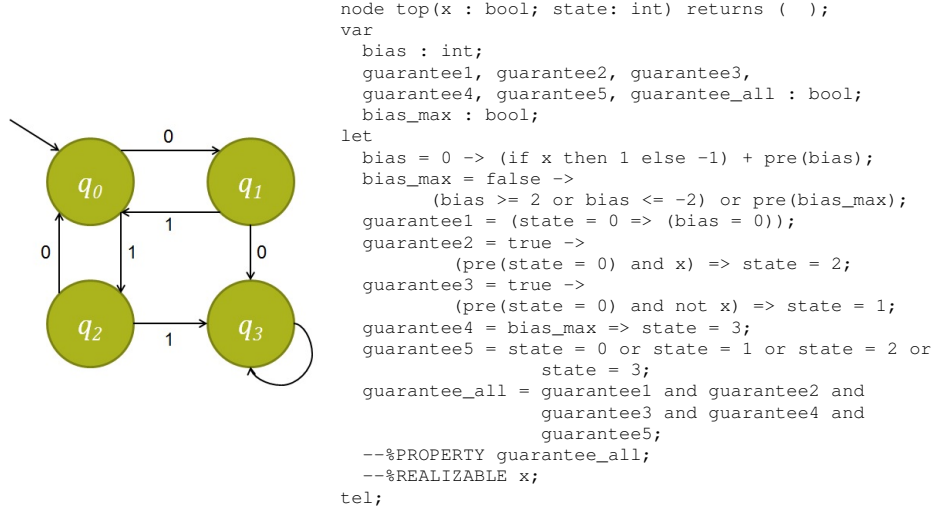 0
q0
q1
1
0
1
0
q2
q3
1
node top(x : bool; state: int) returns (  );
var
  bias : int;
  guarantee1, guarantee2, guarantee3,
  guarantee4, guarantee5, guarantee_all : bool;
  bias_max : bool;
let
  bias = 0 -> (if x then 1 else -1) + pre(bias);
  bias_max = false ->
        (bias >= 2 or bias <= -2) or pre(bias_max);
  guarantee1 = (state = 0 => (bias = 0));
  guarantee2 = true ->
          (pre(state = 0) and x) => state = 2;
  guarantee3 = true ->
          (pre(state = 0) and not x) => state = 1;
  guarantee4 = bias_max => state = 3;
  guarantee5 = state = 0 or state = 1 or state = 2 or
                 state = 3;
  guarantee_all = guarantee1 and guarantee2 and
                  guarantee3 and guarantee4 and
                  guarantee5;
  --%PROPERTY guarantee_all;
  --%REALIZABLE x;
tel;